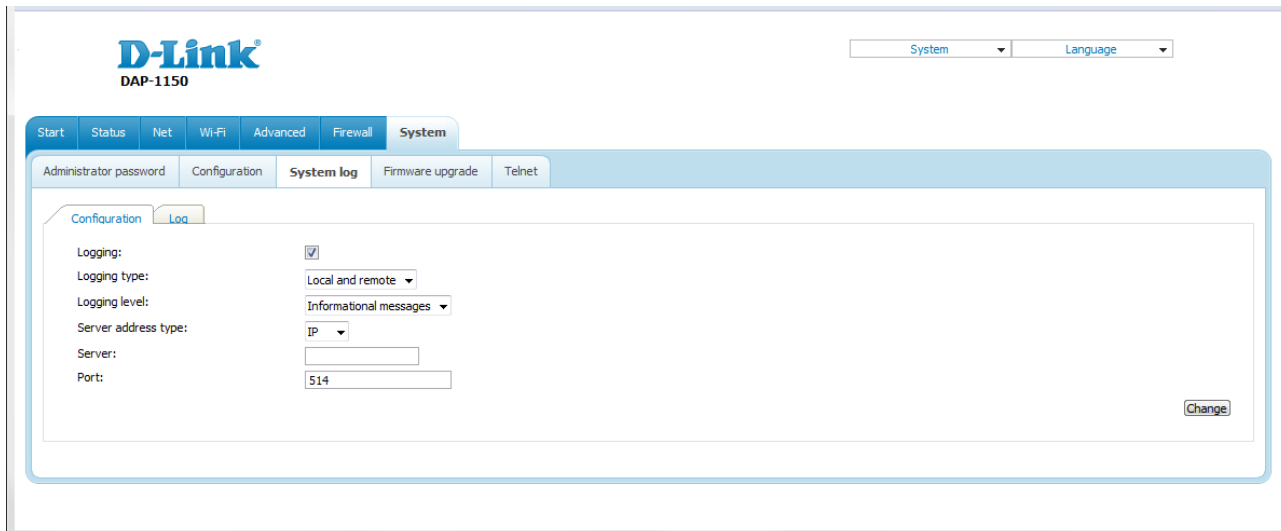 D-Link
DAP-1150
System Language
Start Status Net Wi-Fi Advanced Firewall System
Administrator password Configuration System log Firmware upgrade Telnet
Configuration Log
Logging:
Logging type: Local and remote
Logging level: Informational messages
Server address type: IP
Server:
Port: 514
Change